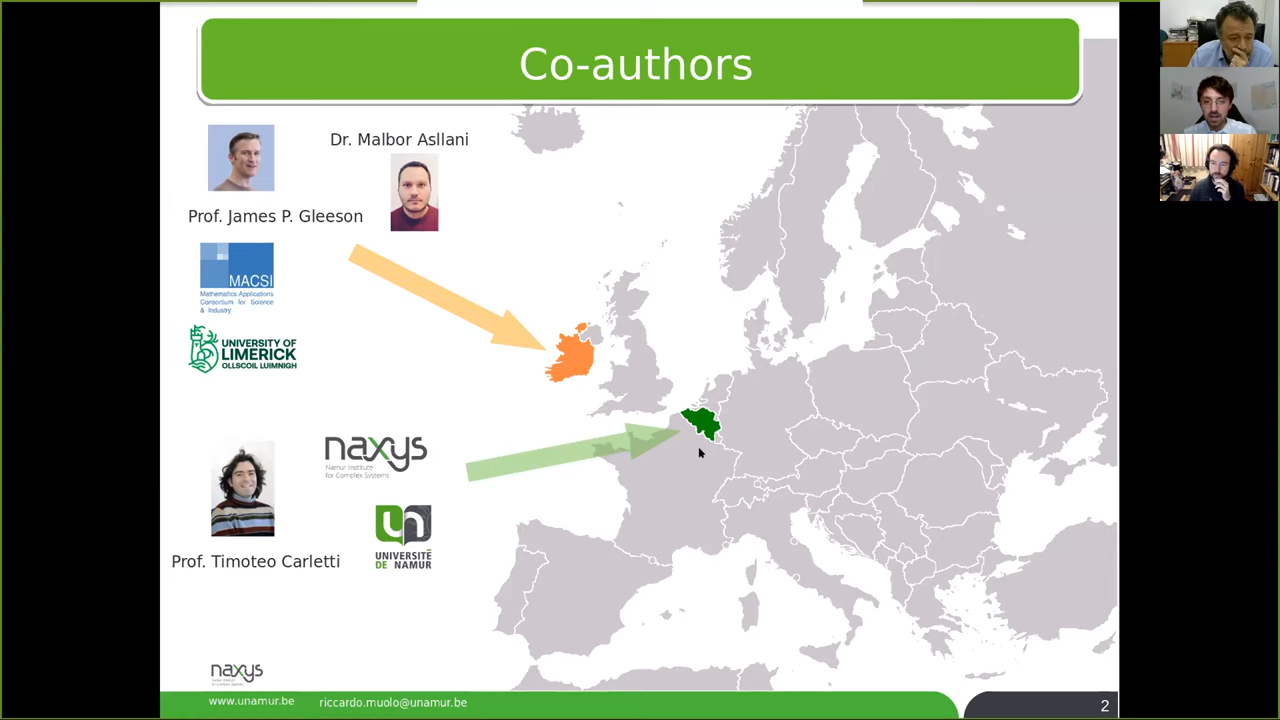 Co-authors
Dr. Malbor Asllani
Prof. James P. Gleeson
MACSI
Mathematics Applications
Consortium for Science
& Industry
UNIVERSITY OF
LIMERICK
OLLSCOIL LUIMNIGH
naxys
Namur Institute
for Complex Systems
UNIVERSITÉ
DE NAMUR
Prof. Timoteo Carletti
naxys
www.unamur.be
riccardo.muolo@unamur.be
2